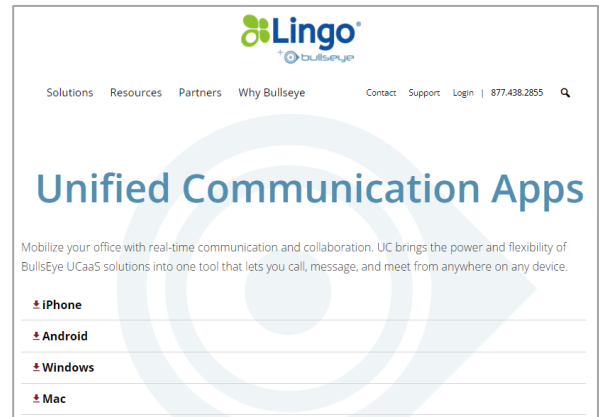 Lingo®
+ bullseye
Solutions Resources Partners Why Bullseye Contact Support Login | 877.438.2855
Unified Communication Apps
Mobilize your office with real-time communication and collaboration. UC brings the power and flexibility of
BullsEye UCaaS solutions into one tool that lets you call, message, and meet from anywhere on any device.
iPhone
Android
Windows
Mac